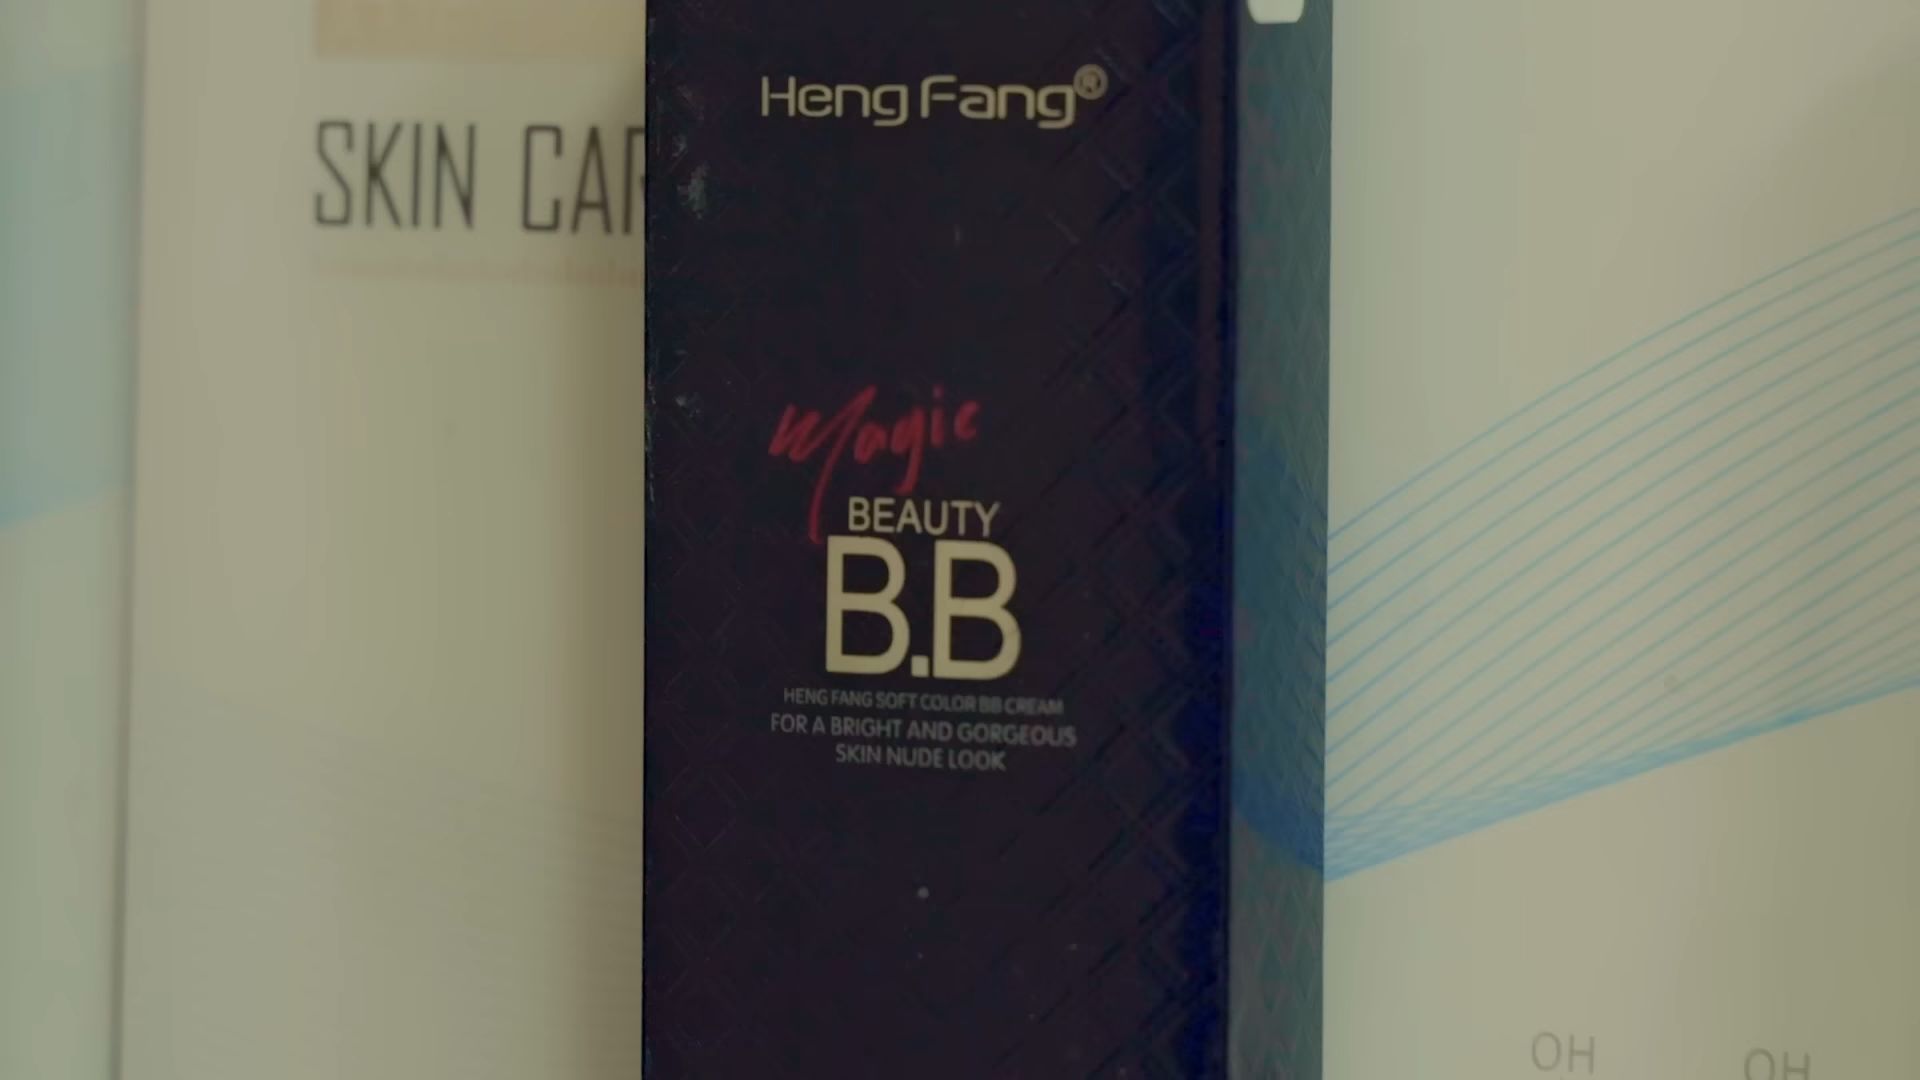 Heng Fang®
SKIN CAR
Magic
BEAUTY
B.B
HENG FANG SOFT COLOR BB CREAM
FOR A BRIGHT AND GORGEOUS
SKIN NUDE LOOK
OH
OH